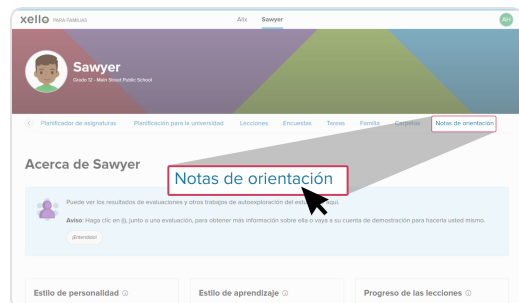 xello PARA FAMILIAS
Alix Sawyer
AH
Sawyer
Grado 12 - Main Street Public School
Planificador de asignaturas Planificación para la universidad Lecciones Encuestas Tareas Familia Carpetas Notas de orientación
Acerca de Sawyer
Notas de orientación
Puede ver los resultados de evaluaciones y otros trabajos de autoexploración del estudiante aquí.
Aviso: Haga clic en (i), junto a una evaluación, para obtener más información sobre ella o vaya a su cuenta de demostración para hacerla usted mismo.
¡Entendido!
Estilo de personalidad Estilo de aprendizaje Progreso de las lecciones